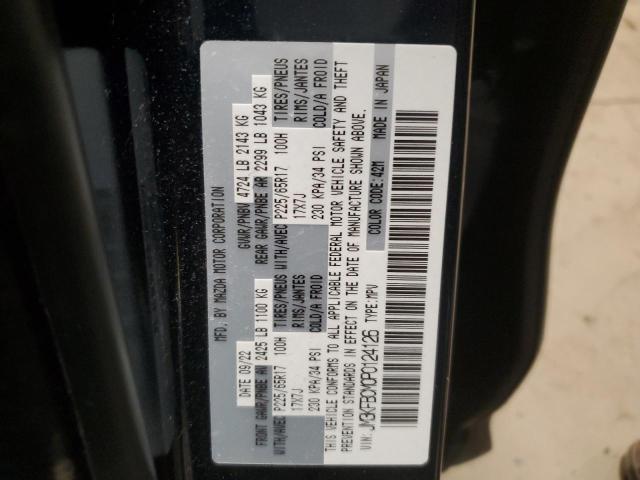 MFD. BY MAZDA MOTOR CORPORATION
DATE 09/22 GVWR/PNBV 4724 LB 2143 KG
FRONT GAWR/PNBE AV 2425 LB 1100 KG REAR GAWR/PNBE AR 2299 LB 1043 KG
WITH/AVEC P225/65R17 100H TIRES/PNEUS WITH/AVEC P225/65R17 100H TIRES/PNEUS
17X7J RIMS/JANTES 17X7J RIMS/JANTES
230 KPA/34 PSI COLD/A FROID 230 KPA/34 PSI COLD/A FROID
THIS VEHICLE CONFORMS TO ALL APPLICABLE FEDERAL MOTOR VEHICLE SAFETY AND THEFT
PREVENTION STANDARDS IN EFFECT ON THE DATE OF MANUFACTURE SHOWN ABOVE.
VIN: JM3KFBCM0P0124126
TYPE:MPV COLOR CODE:42M MADE IN JAPAN